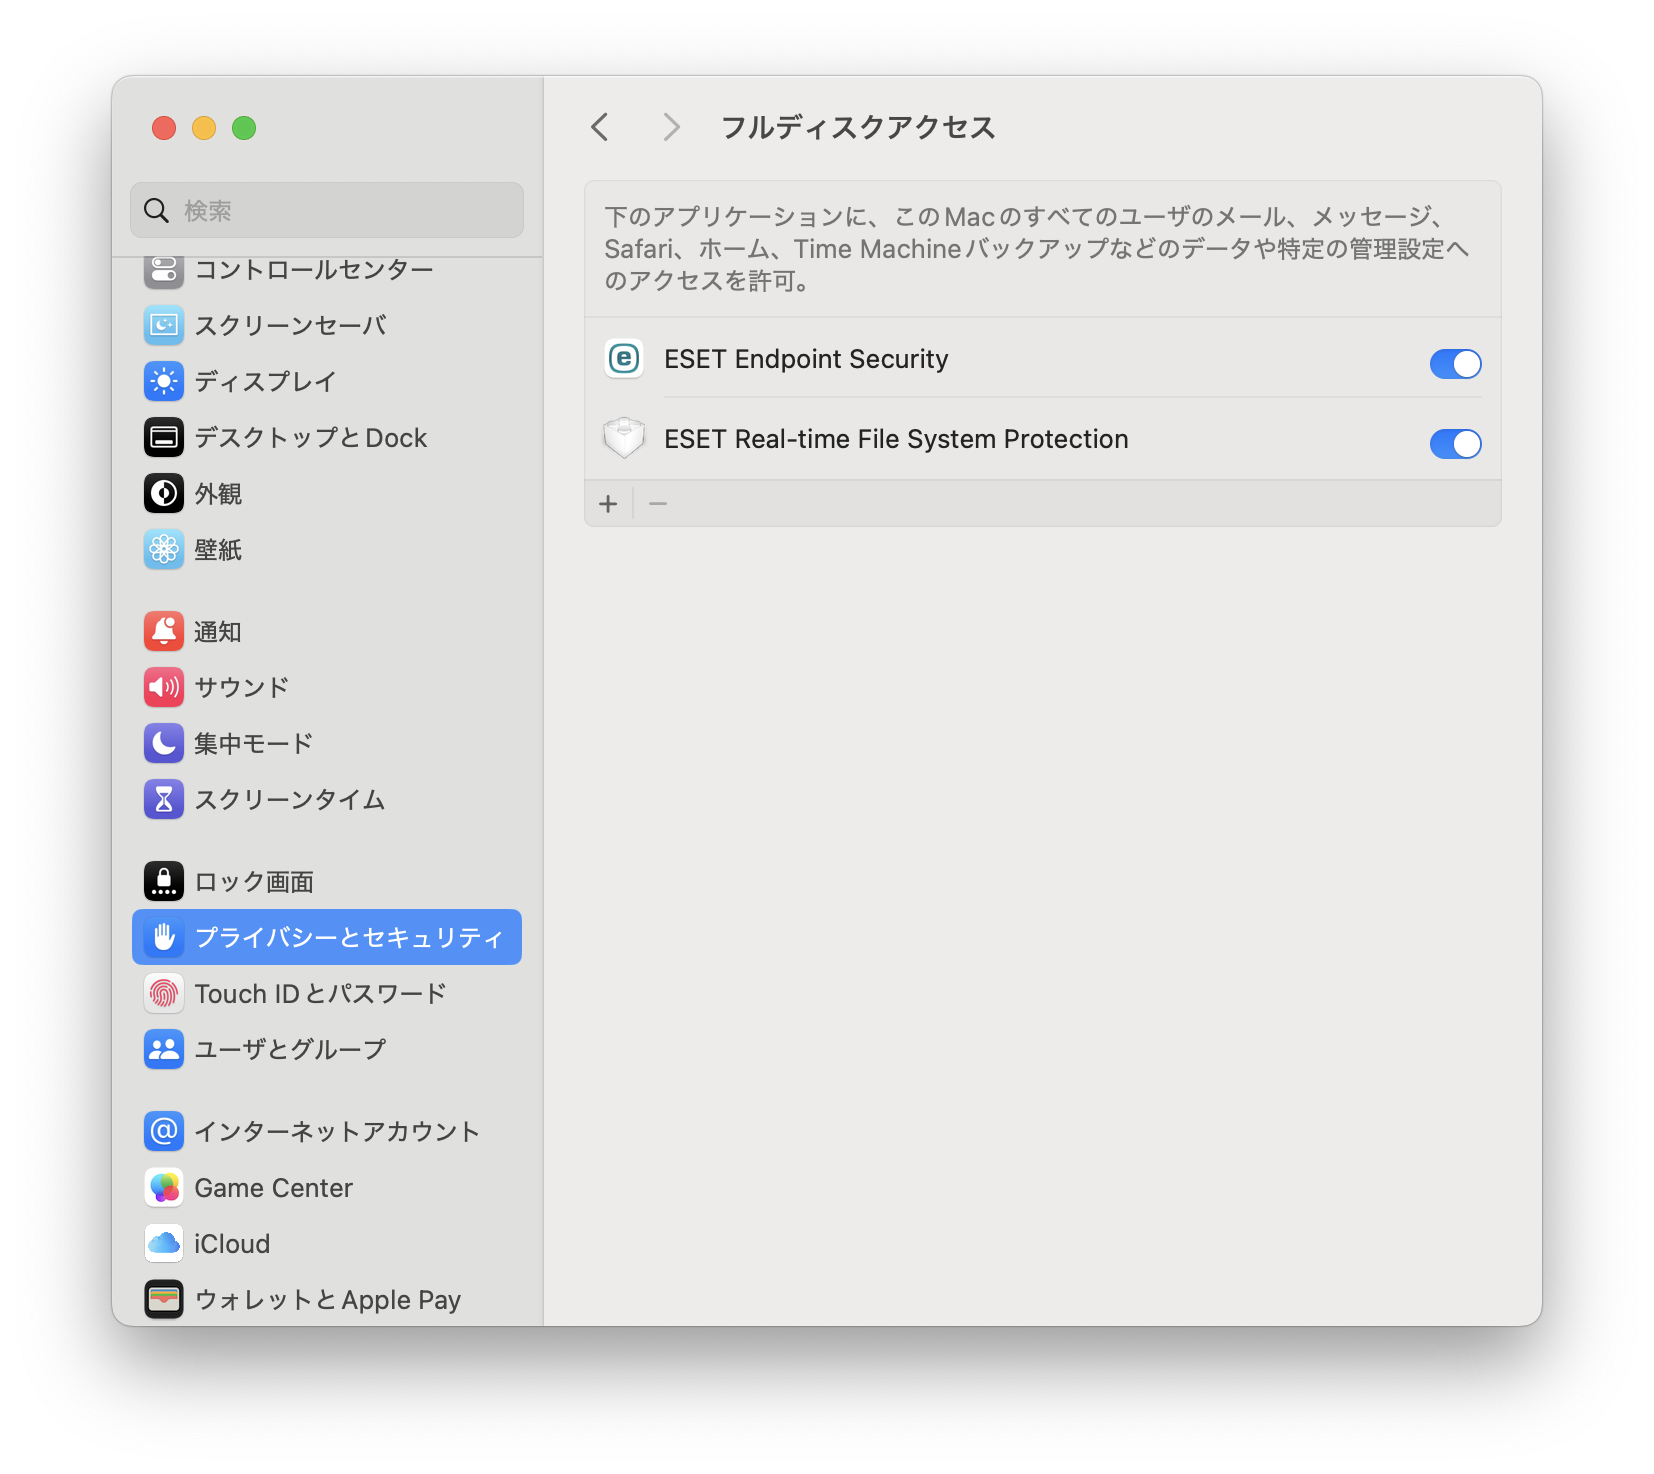 フルディスクアクセス
検索
コントロールセンター
スクリーンセーバ
ディスプレイ
デスクトップとDock
外観
壁紙
通知
サウンド
集中モード
スクリーンタイム
ロック画面
プライバシーとセキュリティ
Touch IDとパスワード
ユーザとグループ
インターネットアカウント
Game Center
iCloud
ウォレットとApple Pay
下のアプリケーションに、このMacのすべてのユーザのメール、メッセージ、
Safari、ホーム、Time Machineバックアップなどのデータや特定の管理設定へ
のアクセスを許可。
ESET Endpoint Security
ESET Real-time File System Protection